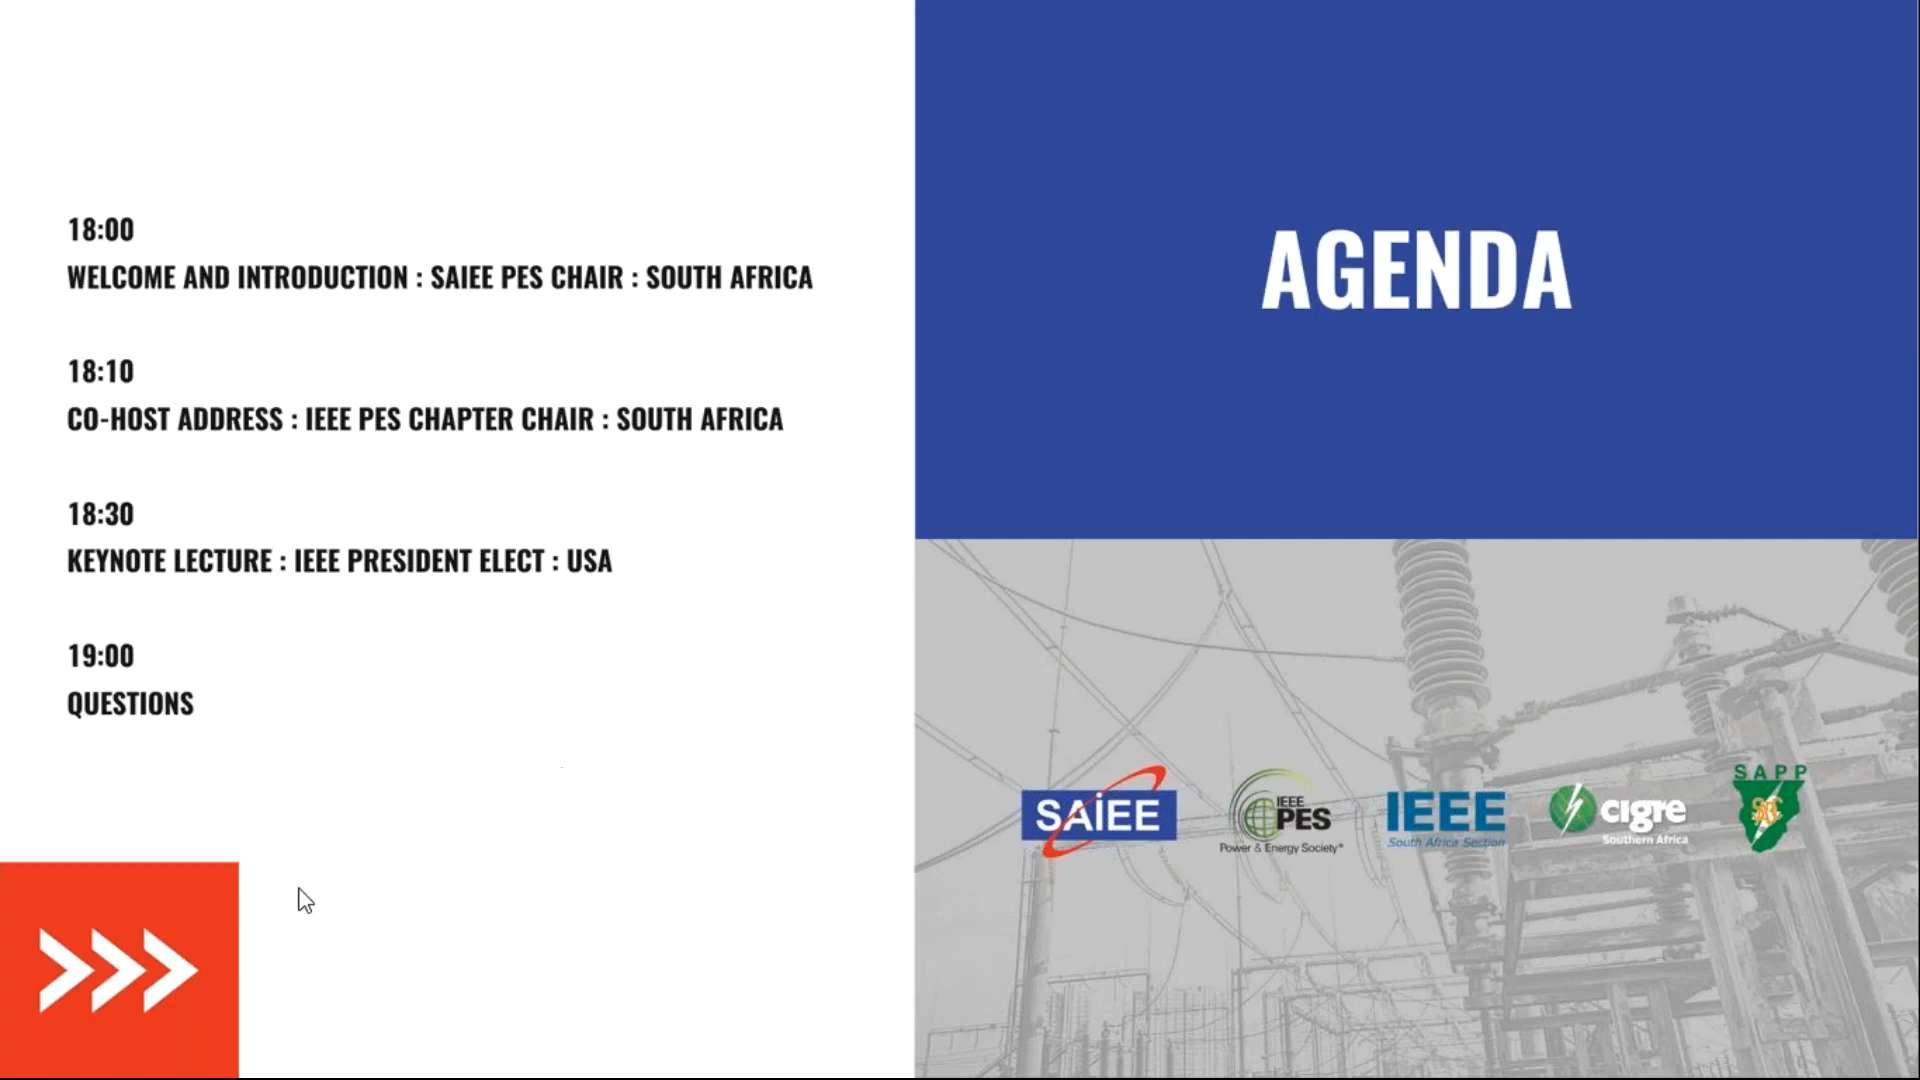 18:00
WELCOME AND INTRODUCTION : SAIEE PES CHAIR : SOUTH AFRICA
18:10
CO-HOST ADDRESS : IEEE PES CHAPTER CHAIR : SOUTH AFRICA
18:30
KEYNOTE LECTURE : IEEE PRESIDENT ELECT : USA
19:00
QUESTIONS
AGENDA
SAIEE
IEEE
PES
Power & Energy Society®
IEEE
South Africa Section
cigre
Southern Africa
SAPP